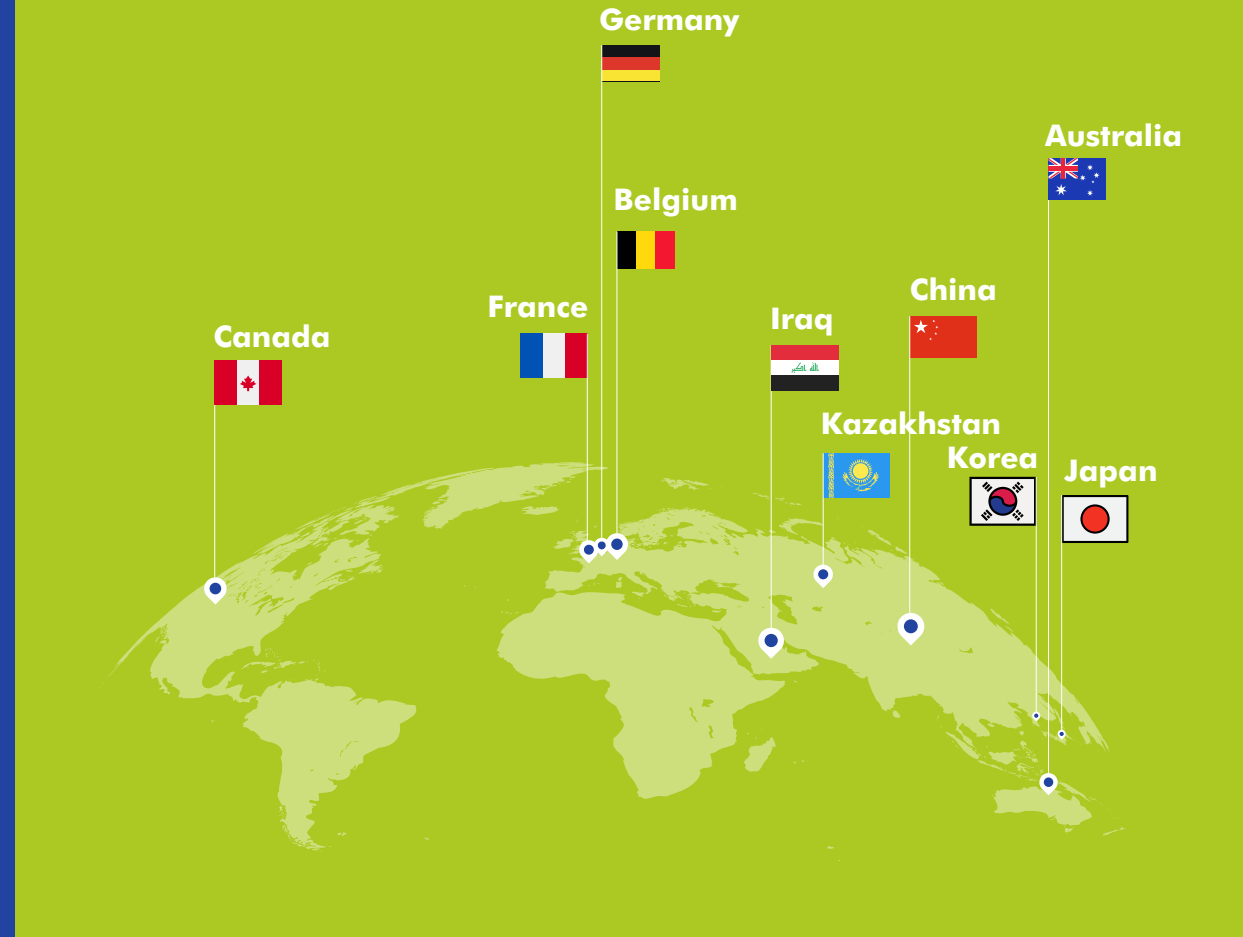 Germany
Australia
Belgium
China
France
Iraq
Canada
Kazakhstan
Korea
Japan